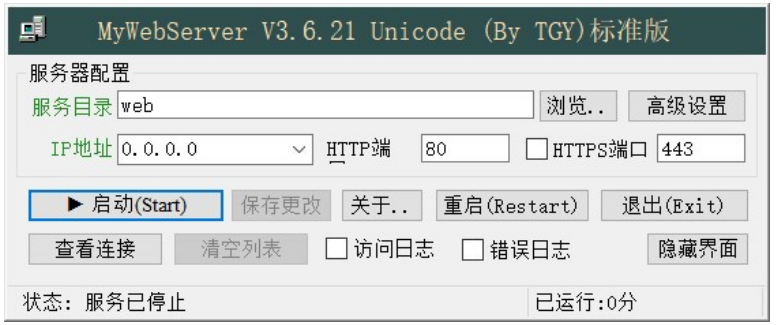 MyWebServer V3.6.21 Unicode (By TGY)标准版
服务器配置
服务目录 web 浏览.. 高级设置
IP地址 0.0.0.0 HTTP端 80 HTTPS端口 443
▶ 启动(Start) 保存更改 关于.. 重启(Restart) 退出(Exit)
查看连接 清空列表 访问日志 错误日志 隐藏界面
状态: 服务已停止 已运行:0分